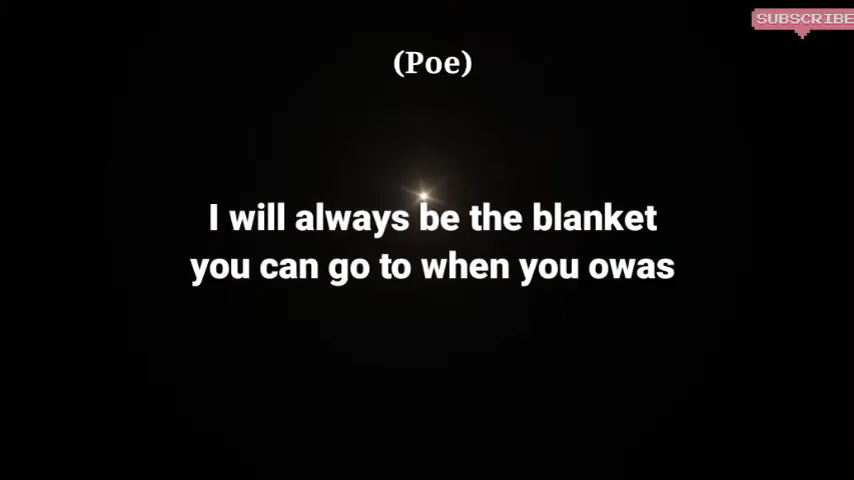 SUBSCRIBE
(Poe)
I will always be the blanket
you can go to when you owas